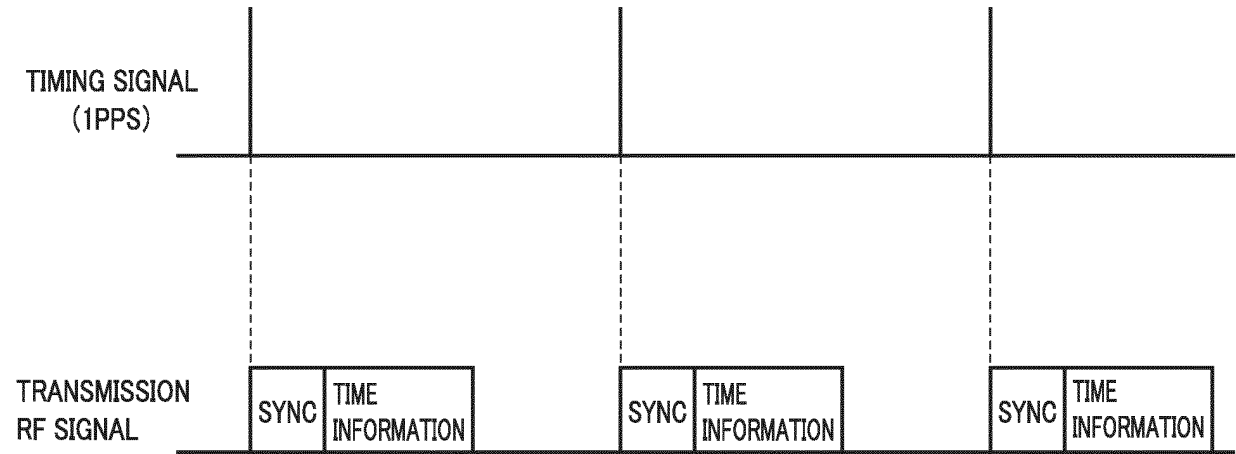 TIMING SIGNAL
(1PPS)
TRANSMISSION
RF SIGNAL
SYNC
TIME
INFORMATION
SYNC
TIME
INFORMATION
SYNC
TIME
INFORMATION